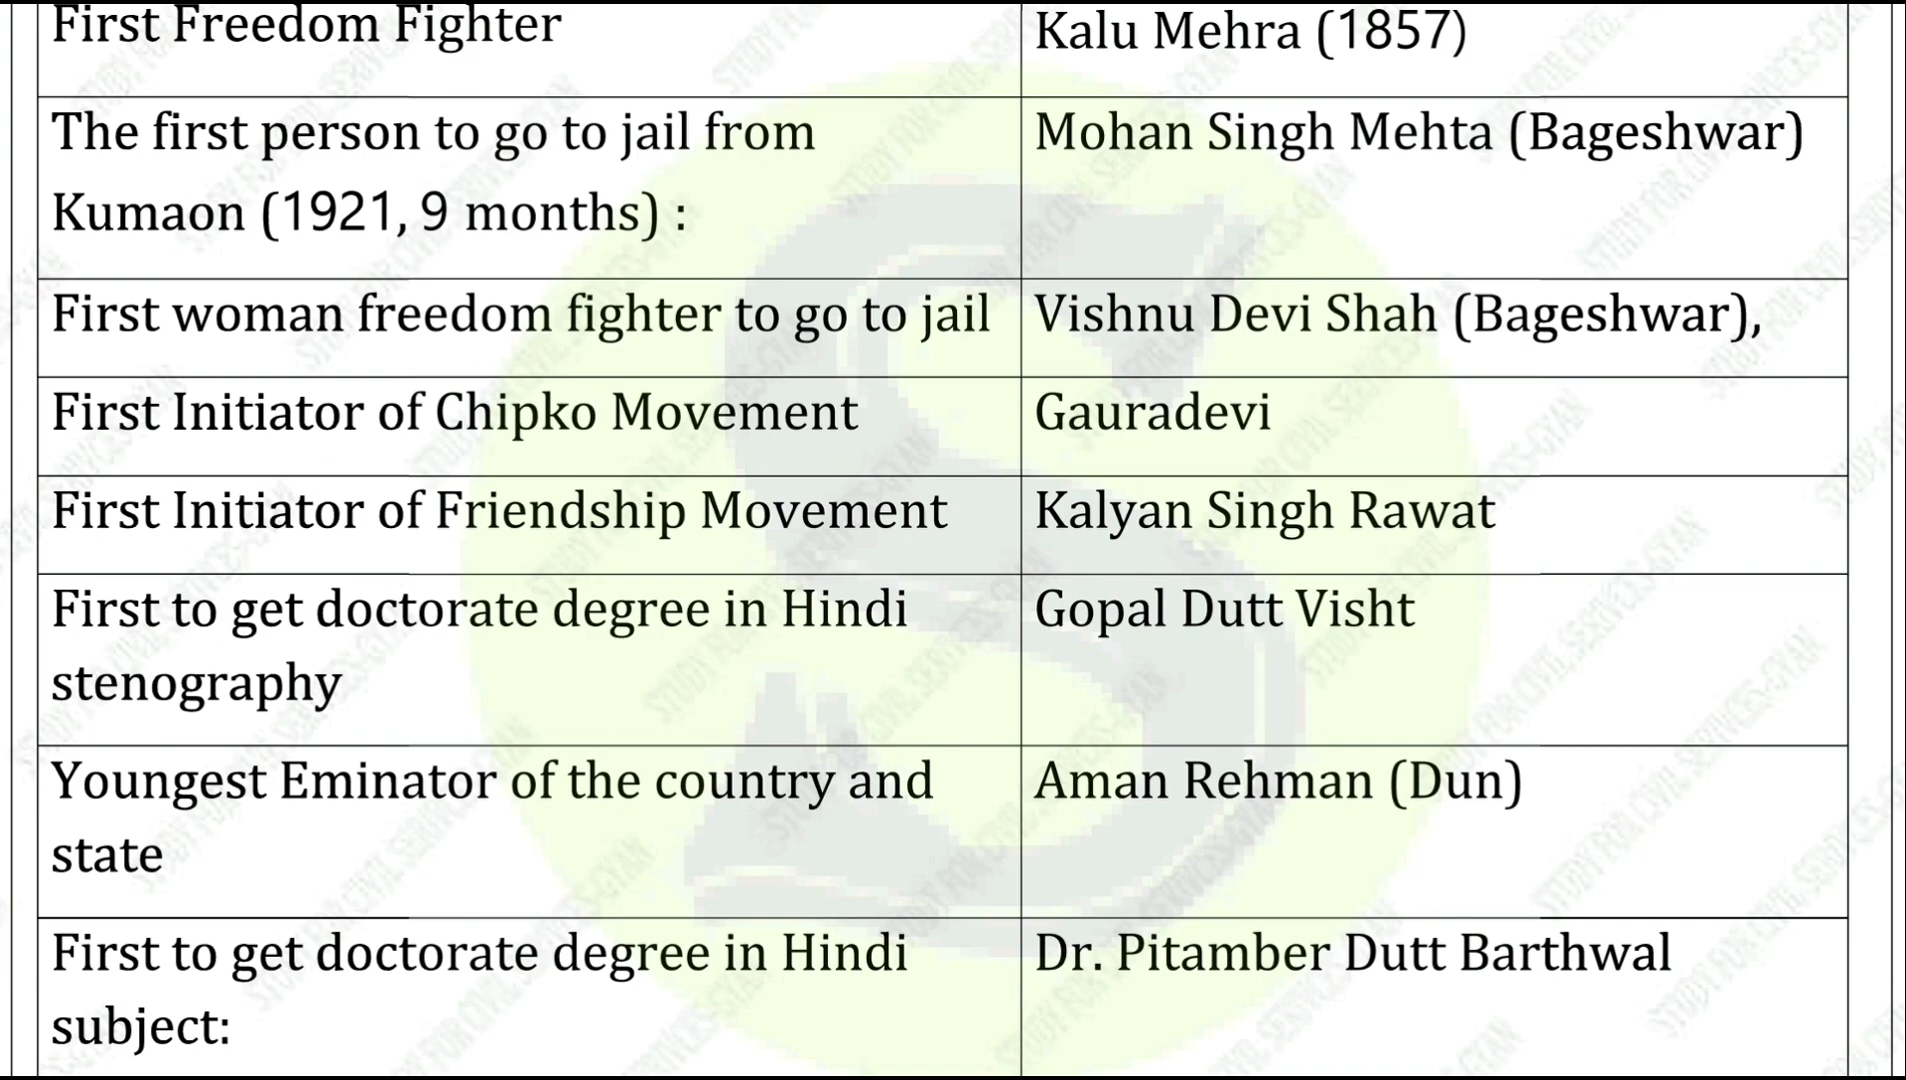 First Freedom Fighter
Kalu Mehra (1857)
The first person to go to jail from
Kumaon (1921, 9 months) :
Mohan Singh Mehta (Bageshwar)
First woman freedom fighter to go to jail
Vishnu Devi Shah (Bageshwar),
First Initiator of Chipko Movement
Gauradevi
First Initiator of Friendship Movement
Kalyan Singh Rawat
First to get doctorate degree in Hindi
stenography
Gopal Dutt Visht
Youngest Eminator of the country and
state
Aman Rehman (Dun)
First to get doctorate degree in Hindi
subject:
Dr. Pitamber Dutt Barthwal